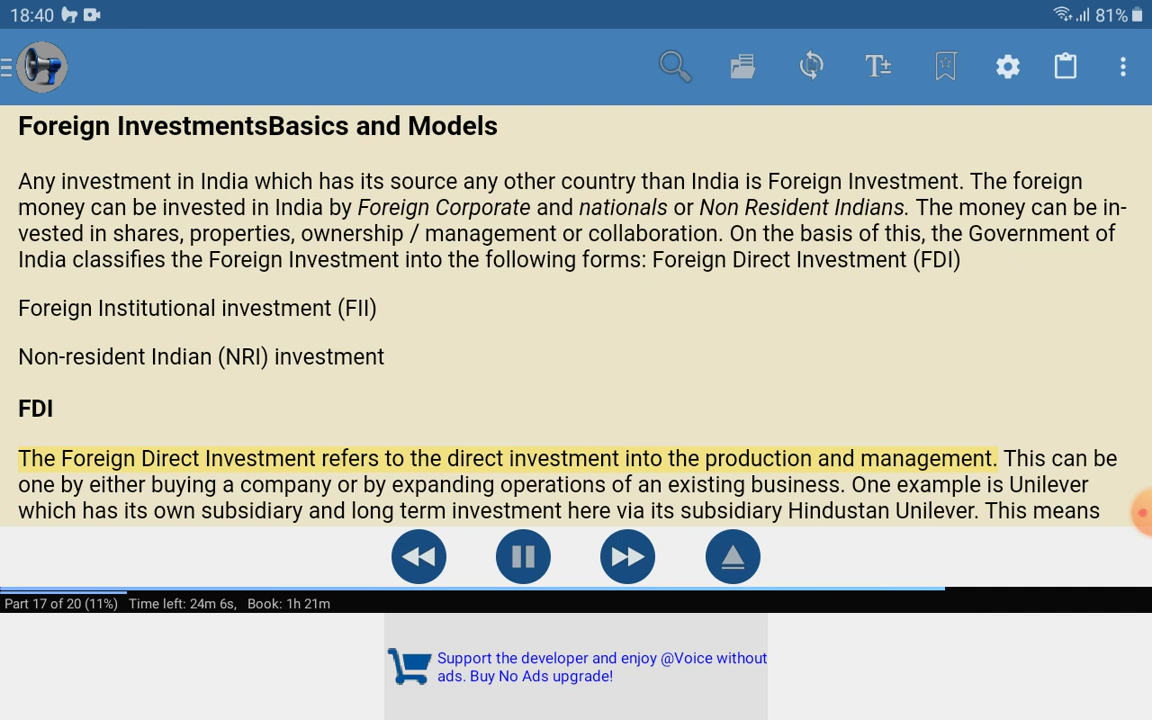 18:40
81%
T±
Foreign InvestmentsBasics and Models
Any investment in India which has its source any other country than India is Foreign Investment. The foreign
money can be invested in India by Foreign Corporate and nationals or Non Resident Indians. The money can be in-
vested in shares, properties, ownership / management or collaboration. On the basis of this, the Government of
India classifies the Foreign Investment into the following forms: Foreign Direct Investment (FDI)
Foreign Institutional investment (FII)
Non-resident Indian (NRI) investment
FDI
The Foreign Direct Investment refers to the direct investment into the production and management. This can be
one by either buying a company or by expanding operations of an existing business. One example is Unilever
which has its own subsidiary and long term investment here via its subsidiary Hindustan Unilever. This means
Part 17 of 20 (11%) Time left: 24m 6s, Book: 1h 21m
Support the developer and enjoy @Voice without
ads. Buy No Ads upgrade!